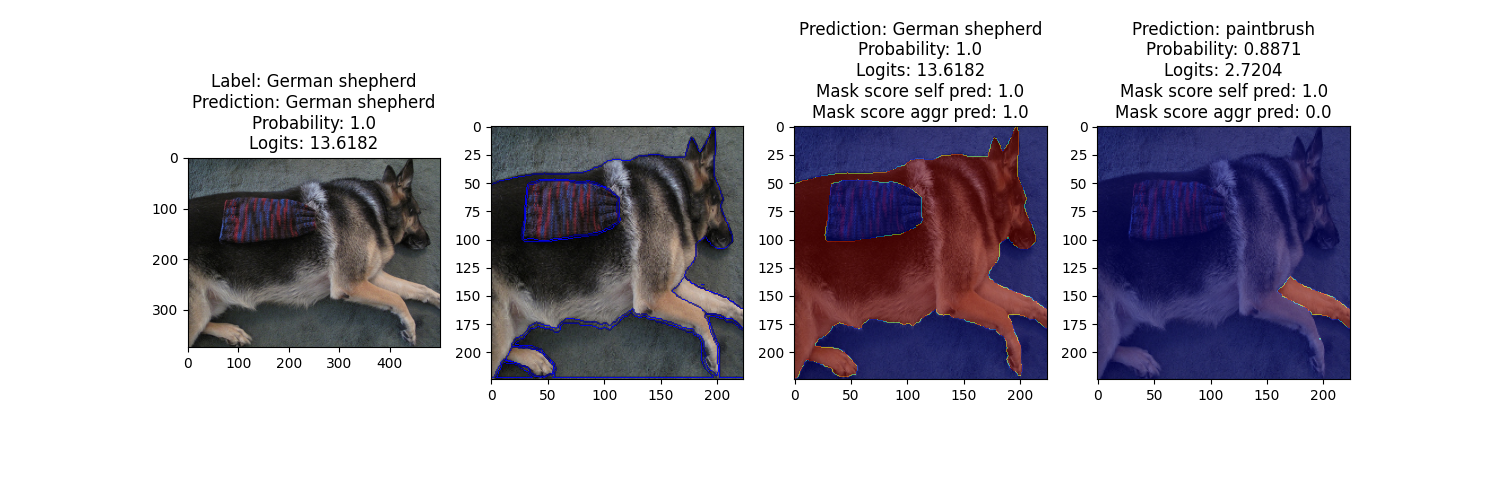 Label: German shepherd
Prediction: German shepherd
Probability: 1.0
Logits: 13.6182
0
100
200
300
0 100 200 300 400
0
25
50
75
100
125
150
175
200
0 50 100 150 200
Prediction: German shepherd
Probability: 1.0
Logits: 13.6182
Mask score self pred: 1.0
Mask score aggr pred: 1.0
0
25
50
75
100
125
150
175
200
0 50 100 150 200
Prediction: paintbrush
Probability: 0.8871
Logits: 2.7204
Mask score self pred: 1.0
Mask score aggr pred: 0.0
0
25
50
75
100
125
150
175
200
0 50 100 150 200